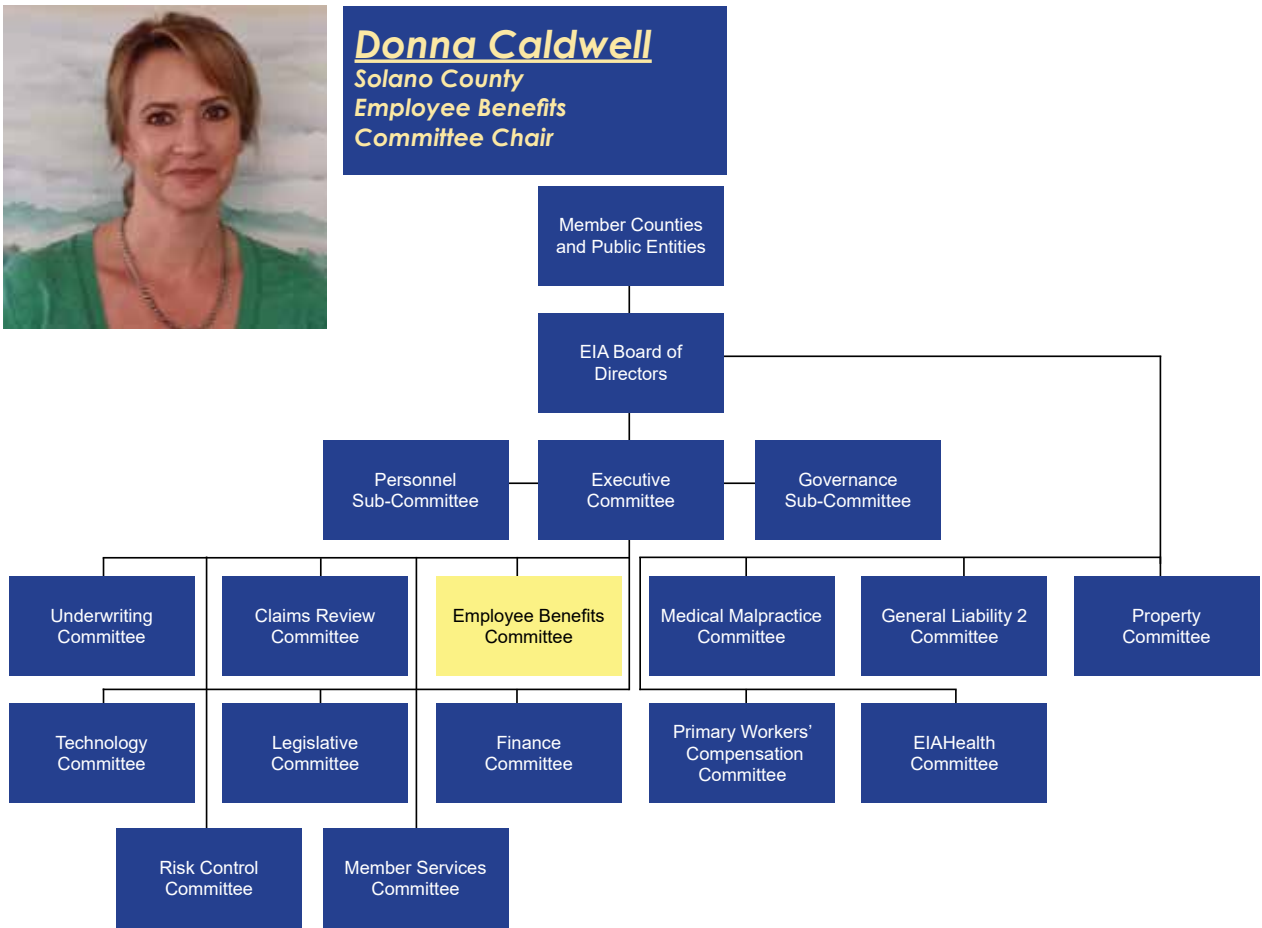 Donna Caldwell
Solano County
Employee Benefits
Committee Chair
Member Counties
and Public Entities
EIA Board of
Directors
Personnel
Sub-Committee
Executive
Committee
Governance
Sub-Committee
Underwriting
Committee
Claims Review
Committee
Employee Benefits
Committee
Medical Malpractice
Committee
General Liability 2
Committee
Property
Committee
Technology
Committee
Legislative
Committee
Finance
Committee
Primary Workers’
Compensation
Committee
EIAHealth
Committee
Risk Control
Committee
Member Services
Committee